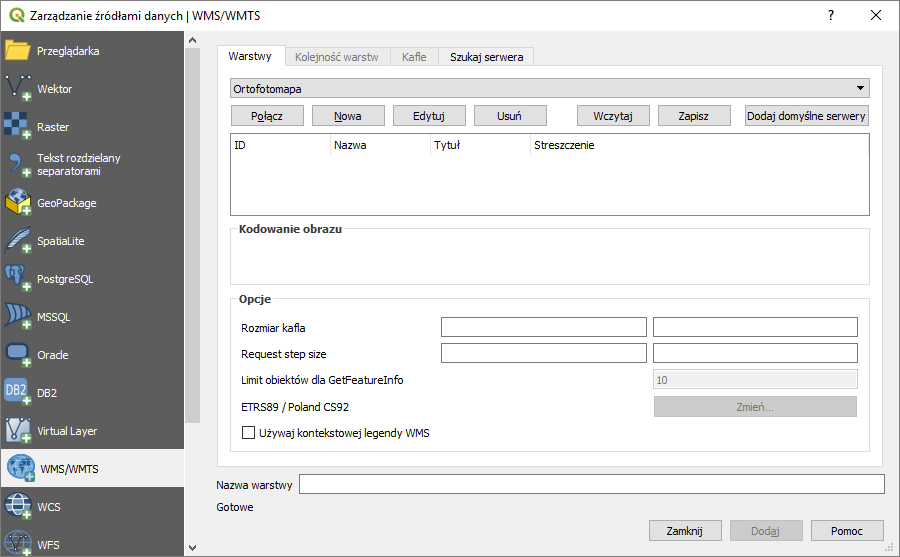 Zarządzanie źródłami danych | WMS/WMTS
?
Przeglądarka
Wektor
Raster
Tekst rozdzielany
separatorami
GeoPackage
SpatiaLite
PostgreSQL
MSSQL
Oracle
DB2
DB2
Virtual Layer
WMS/WMTS
WCS
WFS
Warstwy
Kolejność warstw
Kafle
Szukaj serwera
Ortofotomapa
Połącz
Nowa
Edytuj
Usuń
Wczytaj
Zapisz
Dodaj domyślne serwery
ID
Nazwa
Tytuł
Streszczenie
Kodowanie obrazu
Opcje
Rozmiar kafla
Request step size
Limit obiektów dla GetFeatureInfo
10
ETRS89 / Poland CS92
Zmień...
Używaj kontekstowej legendy WMS
Nazwa warstwy
Gotowe
Zamknij
Dodaj
Pomoc